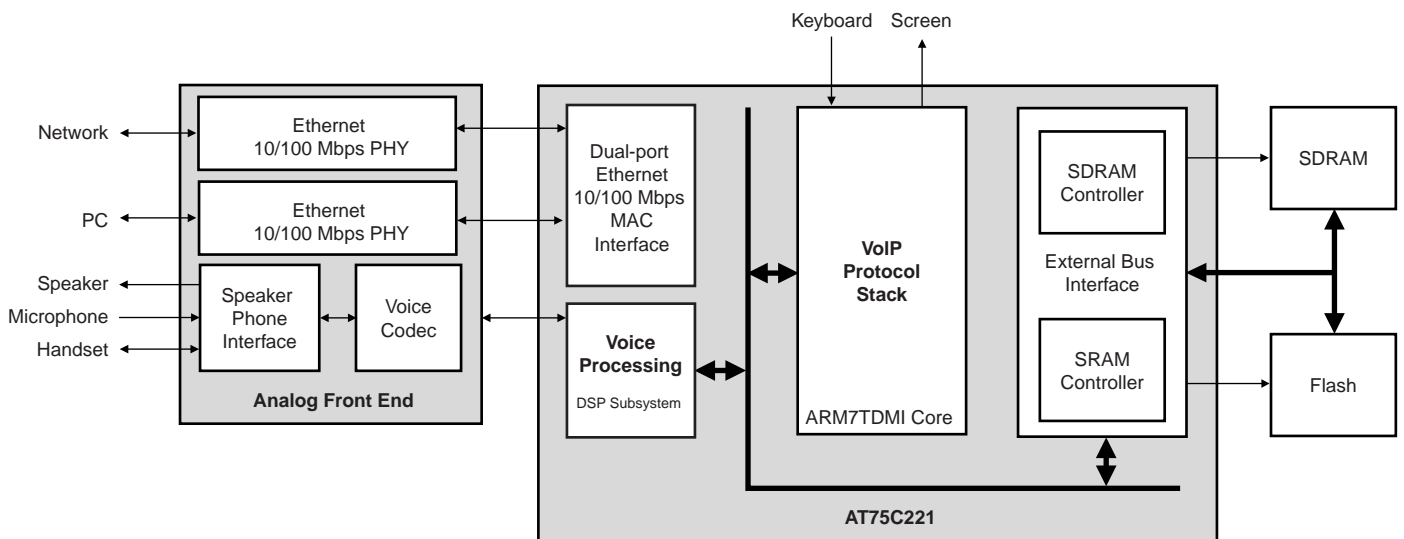 Keyboard
Screen
Network
PC
Speaker
Microphone
Handset
Ethernet
10/100 Mbps PHY
Ethernet
10/100 Mbps PHY
Speaker
Phone
Interface
Voice
Codec
Analog Front End
Dual-port
Ethernet
10/100 Mbps
MAC
Interface
Voice
Processing
DSP Subsystem
VoIP
Protocol
Stack
ARM7TDMI Core
SDRAM
Controller
External Bus
Interface
SRAM
Controller
AT75C221
SDRAM
Flash